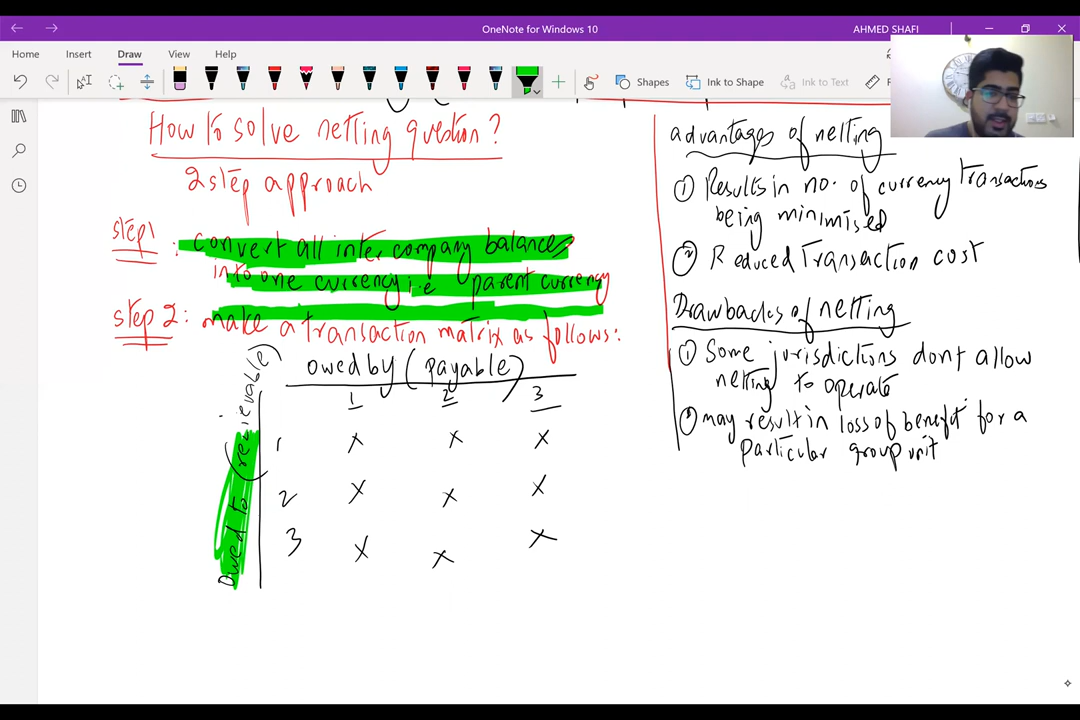 OneNote for Windows 10
AHMED SHAFI
Home
Insert
Draw
View
Help
Shapes
Ink to Shape
Ink to Text
How to solve netting question?
2 step approach
step 1 : convert all inter company balances
into one currency i.e parent currency
step 2: make a transaction matrix as follows:
owed by (payable)
1 2 3
owed to (recievable)
1 x x x
2 x x x
3 x x x
advantages of netting
① Results in no. of currency transactions
being minimised
② Reduced Transaction cost
Drawbacks of netting
① Some jurisdictions dont allow
netting to operate
② may result in loss of benefit for a
particular group unit